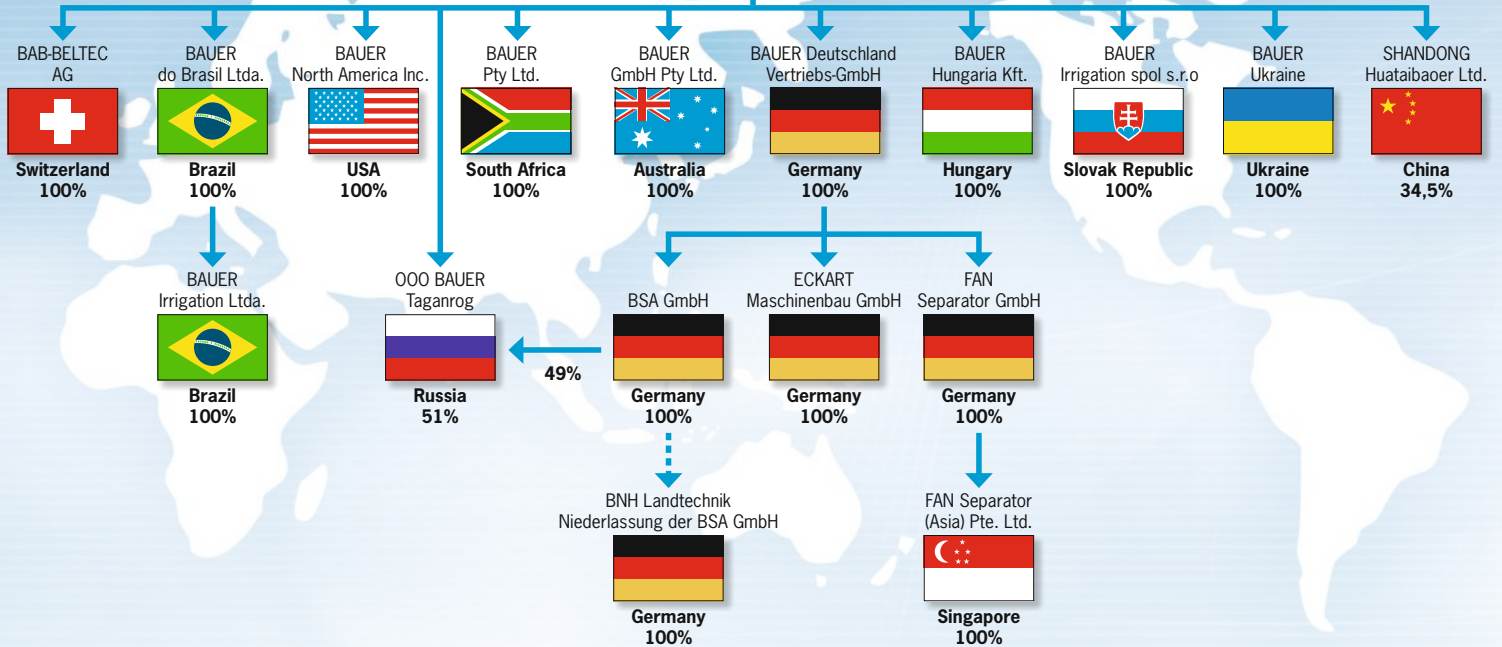 BAB-BELTEC
AG
Switzerland
100%
BAUER
do Brasil Ltda.
Brazil
100%
BAUER
North America Inc.
USA
100%
BAUER
Pty Ltd.
South Africa
100%
BAUER
GmbH Pty Ltd.
Australia
100%
BAUER Deutschland
Vertriebs-GmbH
Germany
100%
BAUER
Hungaria Kft.
Hungary
100%
BAUER
Irrigation spol s.r.o
Slovak Republic
100%
BAUER
Ukraine
Ukraine
100%
SHANDONG
Huataibaoer Ltd.
China
34,5%
BAUER
Irrigation Ltda.
Brazil
100%
OOO BAUER
Taganrog
Russia
51%
49%
BSA GmbH
Germany
100%
ECKART
Maschinenbau GmbH
Germany
100%
FAN
Separator GmbH
Germany
100%
BNH Landtechnik
Niederlassung der BSA GmbH
Germany
100%
FAN Separator
(Asia) Pte. Ltd.
Singapore
100%